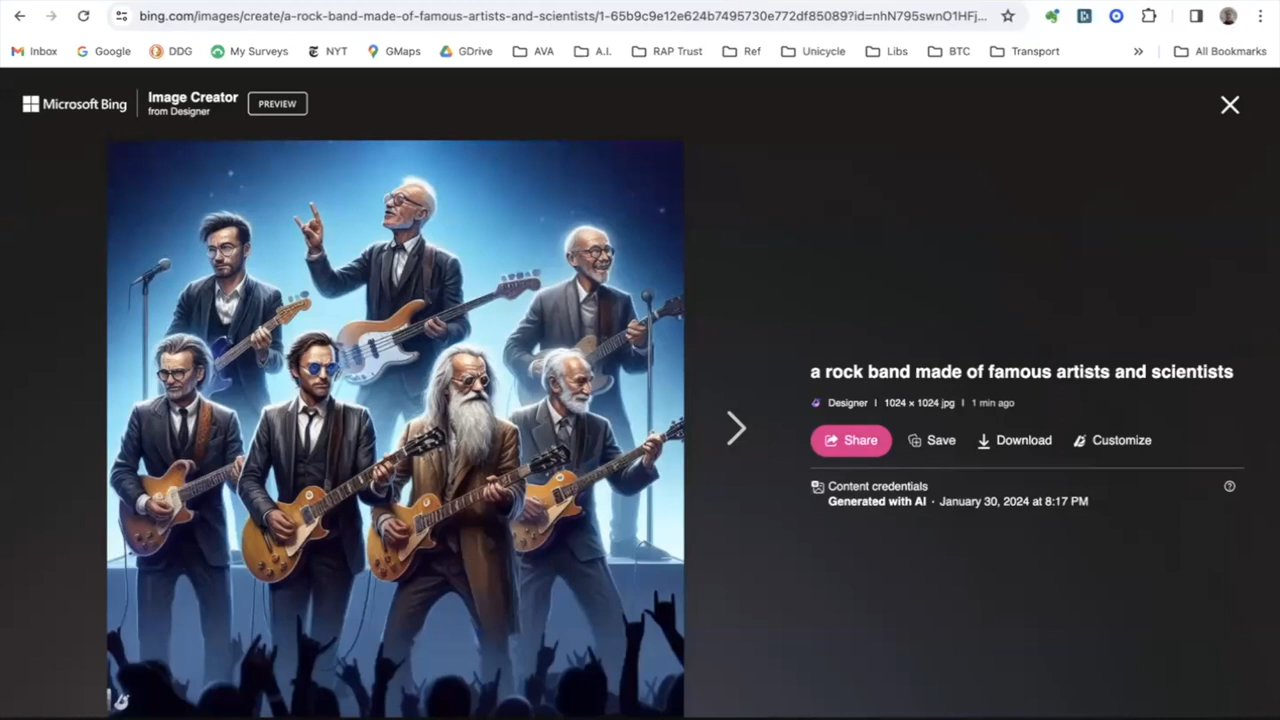 bing.com/images/create/a-rock-band-made-of-famous-artists-and-scientists/1-65b9c9e12e624b7495730e772df85089?id=nhN795swnO1HFj...
Inbox Google DDG My Surveys NYT GMaps GDrive AVA A.I. RAP Trust Ref Unicycle Libs BTC Transport » All Bookmarks
Microsoft Bing
Image Creator
from Designer
PREVIEW
a rock band made of famous artists and scientists
Designer | 1024 × 1024 jpg | 1 min ago
Share Save Download Customize
Content credentials
Generated with AI · January 30, 2024 at 8:17 PM